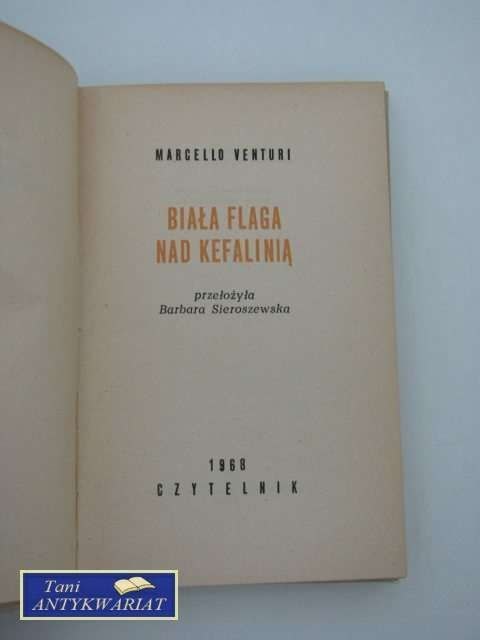 MARCELLO VENTURI
BIAŁA FLAGA
NAD KEFALINIĄ
przełożyła
Barbara Sieroszewska
1968
CZYTELNIK
Tani
ANTYKWARIAT